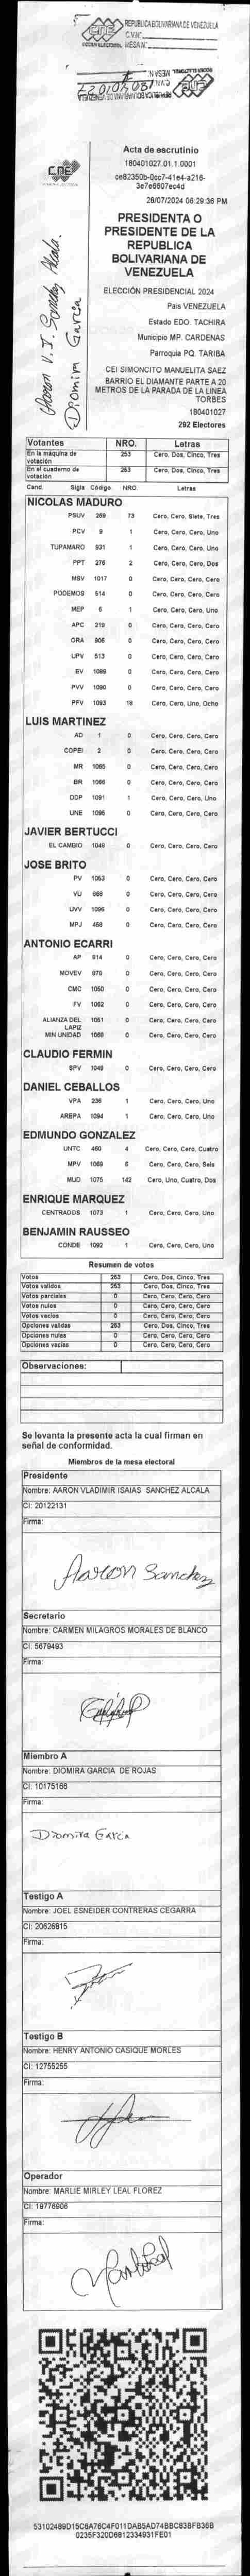 REPUBLICA BOLIVARIANA DE VENEZUELA
Acta de escrutinio
180401027.01.1.0001
ce82350b-0cc7-41e4-a216-
3e7e6607ec4d
28/07/2024 06:29:36 PM
PRESIDENTA O
PRESIDENTE DE LA
REPUBLICA
BOLIVARIANA DE
VENEZUELA
ELECCIÓN PRESIDENCIAL 2024
Pais VENEZUELA
Estado EDO. TACHIRA
Municipio MP. CARDENAS
Parroquia PQ. TARIBA
CEI SIMONCITO MANUELITA SAEZ
BARRIO EL DIAMANTE PARTE A 20
METROS DE LA PARADA DE LA LINEA
TORBES
180401027
292 Electores
Votantes NRO. Letras
En la máquina de votación 253 Cero, Dos, Cinco, Tres
En el cuaderno de votación 253 Cero, Dos, Cinco, Tres
Cand. Sigla Código NRO. Letras
NICOLAS MADURO
PSUV 269 73 Cero, Cero, Siete, Tres
PCV 9 1 Cero, Cero, Cero, Uno
TUPAMARO 931 1 Cero, Cero, Cero, Uno
PPT 276 2 Cero, Cero, Cero, Dos
MSV 1017 0 Cero, Cero, Cero, Cero
PODEMOS 514 0 Cero, Cero, Cero, Cero
MEP 6 1 Cero, Cero, Cero, Uno
APC 219 0 Cero, Cero, Cero, Cero
ORA 906 0 Cero, Cero, Cero, Cero
UPV 513 0 Cero, Cero, Cero, Cero
EV 1089 0 Cero, Cero, Cero, Cero
PVV 1090 0 Cero, Cero, Cero, Cero
PFV 1093 18 Cero, Cero, Uno, Ocho
LUIS MARTINEZ
AD 1 0 Cero, Cero, Cero, Cero
COPEI 2 0 Cero, Cero, Cero, Cero
MR 1065 0 Cero, Cero, Cero, Cero
BR 1066 0 Cero, Cero, Cero, Cero
DDP 1091 1 Cero, Cero, Cero, Uno
UNE 1095 0 Cero, Cero, Cero, Cero
JAVIER BERTUCCI
EL CAMBIO 1048 0 Cero, Cero, Cero, Cero
JOSE BRITO
PV 1053 0 Cero, Cero, Cero, Cero
VU 868 0 Cero, Cero, Cero, Cero
UVV 1096 0 Cero, Cero, Cero, Cero
MPJ 458 0 Cero, Cero, Cero, Cero
ANTONIO ECARRI
AP 814 0 Cero, Cero, Cero, Cero
MOVEV 978 0 Cero, Cero, Cero, Cero
CMC 1050 0 Cero, Cero, Cero, Cero
FV 1052 0 Cero, Cero, Cero, Cero
ALIANZA DEL LAPIZ 1051 0 Cero, Cero, Cero, Cero
MIN UNIDAD 1068 0 Cero, Cero, Cero, Cero
CLAUDIO FERMIN
SPV 1049 0 Cero, Cero, Cero, Cero
DANIEL CEBALLOS
VPA 236 1 Cero, Cero, Cero, Uno
AREPA 1094 1 Cero, Cero, Cero, Uno
EDMUNDO GONZALEZ
UNTC 460 4 Cero, Cero, Cero, Cuatro
MPV 1069 6 Cero, Cero, Cero, Seis
MUD 1075 142 Cero, Uno, Cuatro, Dos
ENRIQUE MARQUEZ
CENTRADOS 1073 1 Cero, Cero, Cero, Uno
BENJAMIN RAUSSEO
CONDE 1092 1 Cero, Cero, Cero, Uno
Resumen de votos
Votos 253 Cero, Dos, Cinco, Tres
Votos validos 253 Cero, Dos, Cinco, Tres
Votos parciales 0 Cero, Cero, Cero, Cero
Votos nulos 0 Cero, Cero, Cero, Cero
Votos vacios 0 Cero, Cero, Cero, Cero
Opciones validas 253 Cero, Dos, Cinco, Tres
Opciones nulas 0 Cero, Cero, Cero, Cero
Opciones vacias 0 Cero, Cero, Cero, Cero
Observaciones:
Se levanta la presente acta la cual firman en
señal de conformidad.
Miembros de la mesa electoral
Presidente
Nombre: AARON VLADIMIR ISAIAS SANCHEZ ALCALA
CI: 20122131
Firma:
Aaron Sanchez
Secretario
Nombre: CARMEN MILAGROS MORALES DE BLANCO
CI: 5679493
Firma:
Miembro A
Nombre: DIOMIRA GARCIA DE ROJAS
CI: 10175166
Firma:
Diomira Garcia
Testigo A
Nombre: JOEL ESNEIDER CONTRERAS CEGARRA
CI: 20626815
Firma:
Testigo B
Nombre: HENRY ANTONIO CASIQUE MORLES
CI: 12755255
Firma:
Operador
Nombre: MARLIE MIRLEY LEAL FLOREZ
CI: 19776906
Firma:
53102489D15C8A76C4F011DAB5AD74BBC83BFB36B
0235F320D6812334931FE01